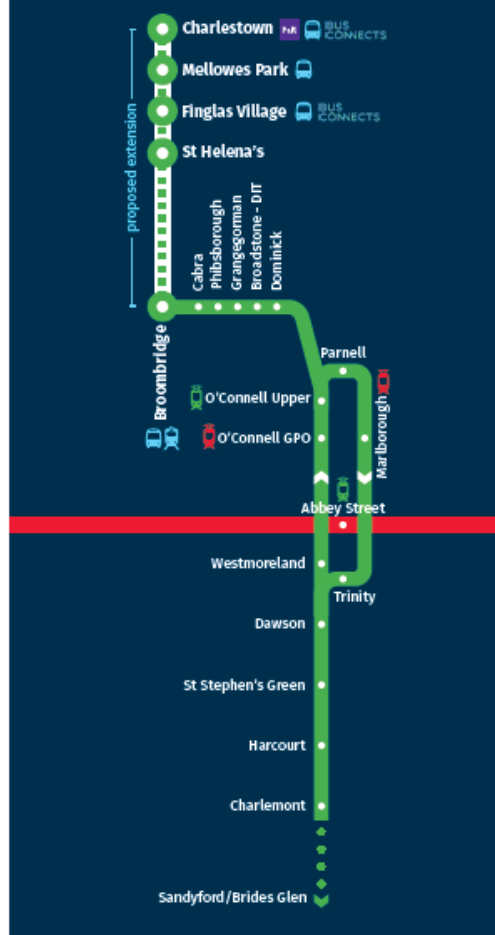 Charlestown P+R BUS
CONNECTS
Mellowes Park
Finglas Village BUS
CONNECTS
St Helena's
proposed extension
Cabra
Phibsborough
Grangegorman
Broadstone - DIT
Dominick
Broombridge
Parnell
O'Connell Upper
Marlborough
O'Connell GPO
Abbey Street
Westmoreland
Trinity
Dawson
St Stephen's Green
Harcourt
Charlemont
Sandyford/Brides Glen